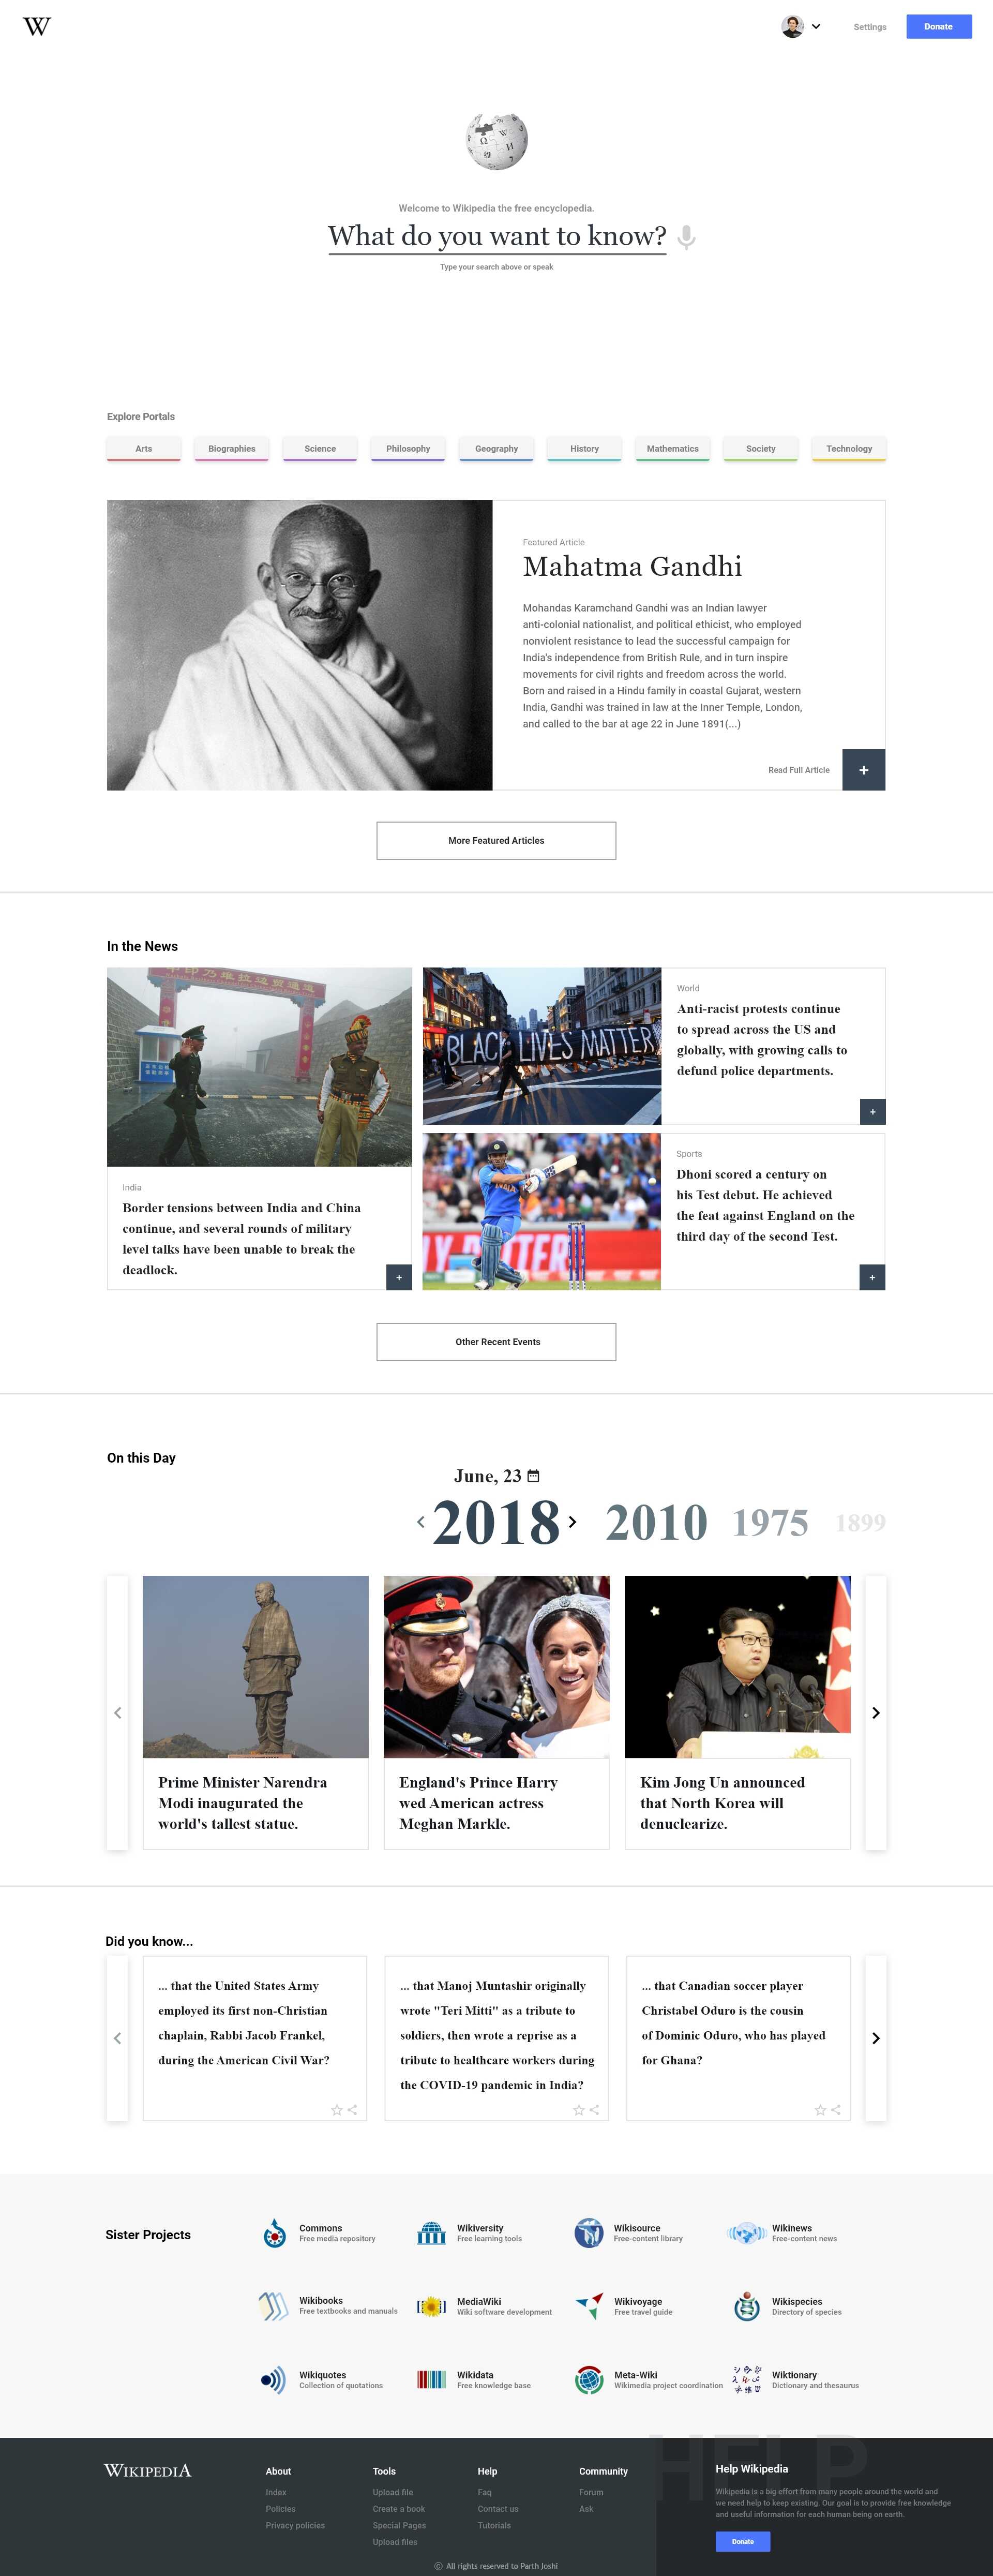 W
Settings
Donate
Welcome to Wikipedia the free encyclopedia.
What do you want to know?
Type your search above or speak
Explore Portals
Arts
Biographies
Science
Philosophy
Geography
History
Mathematics
Society
Technology
Featured Article
Mahatma Gandhi
Mohandas Karamchand Gandhi was an Indian lawyer
anti-colonial nationalist, and political ethicist, who employed
nonviolent resistance to lead the successful campaign for
India's independence from British Rule, and in turn inspire
movements for civil rights and freedom across the world.
Born and raised in a Hindu family in coastal Gujarat, western
India, Gandhi was trained in law at the Inner Temple, London,
and called to the bar at age 22 in June 1891(...)
Read Full Article
+
More Featured Articles
In the News
India
Border tensions between India and China
continue, and several rounds of military
level talks have been unable to break the
deadlock.
+
BLACK LIVES MATTER
World
Anti-racist protests continue
to spread across the US and
globally, with growing calls to
defund police departments.
+
INDIA
Sports
Dhoni scored a century on
his Test debut. He achieved
the feat against England on the
third day of the second Test.
+
Other Recent Events
On this Day
June, 23
2018
2010
1975
1899
Prime Minister Narendra
Modi inaugurated the
world's tallest statue.
England's Prince Harry
wed American actress
Meghan Markle.
Kim Jong Un announced
that North Korea will
denuclearize.
Did you know...
... that the United States Army
employed its first non-Christian
chaplain, Rabbi Jacob Frankel,
during the American Civil War?
... that Manoj Muntashir originally
wrote "Teri Mitti" as a tribute to
soldiers, then wrote a reprise as a
tribute to healthcare workers during
the COVID-19 pandemic in India?
... that Canadian soccer player
Christabel Oduro is the cousin
of Dominic Oduro, who has played
for Ghana?
Sister Projects
Commons
Free media repository
Wikiversity
Free learning tools
Wikisource
Free-content library
Wikinews
Free-content news
Wikibooks
Free textbooks and manuals
MediaWiki
Wiki software development
Wikivoyage
Free travel guide
Wikispecies
Directory of species
Wikiquotes
Collection of quotations
Wikidata
Free knowledge base
Meta-Wiki
Wikimedia project coordination
Wiktionary
Dictionary and thesaurus
WIKIPEDIA
About
Index
Policies
Privacy policies
Tools
Upload file
Create a book
Special Pages
Upload files
Help
Faq
Contact us
Tutorials
Community
Forum
Ask
HELP
Help Wikipedia
Wikipedia is a big effort from many people around the world and
we need help to keep existing. Our goal is to provide free knowledge
and useful information for each human being on earth.
Donate
© All rights reserved to Parth Joshi